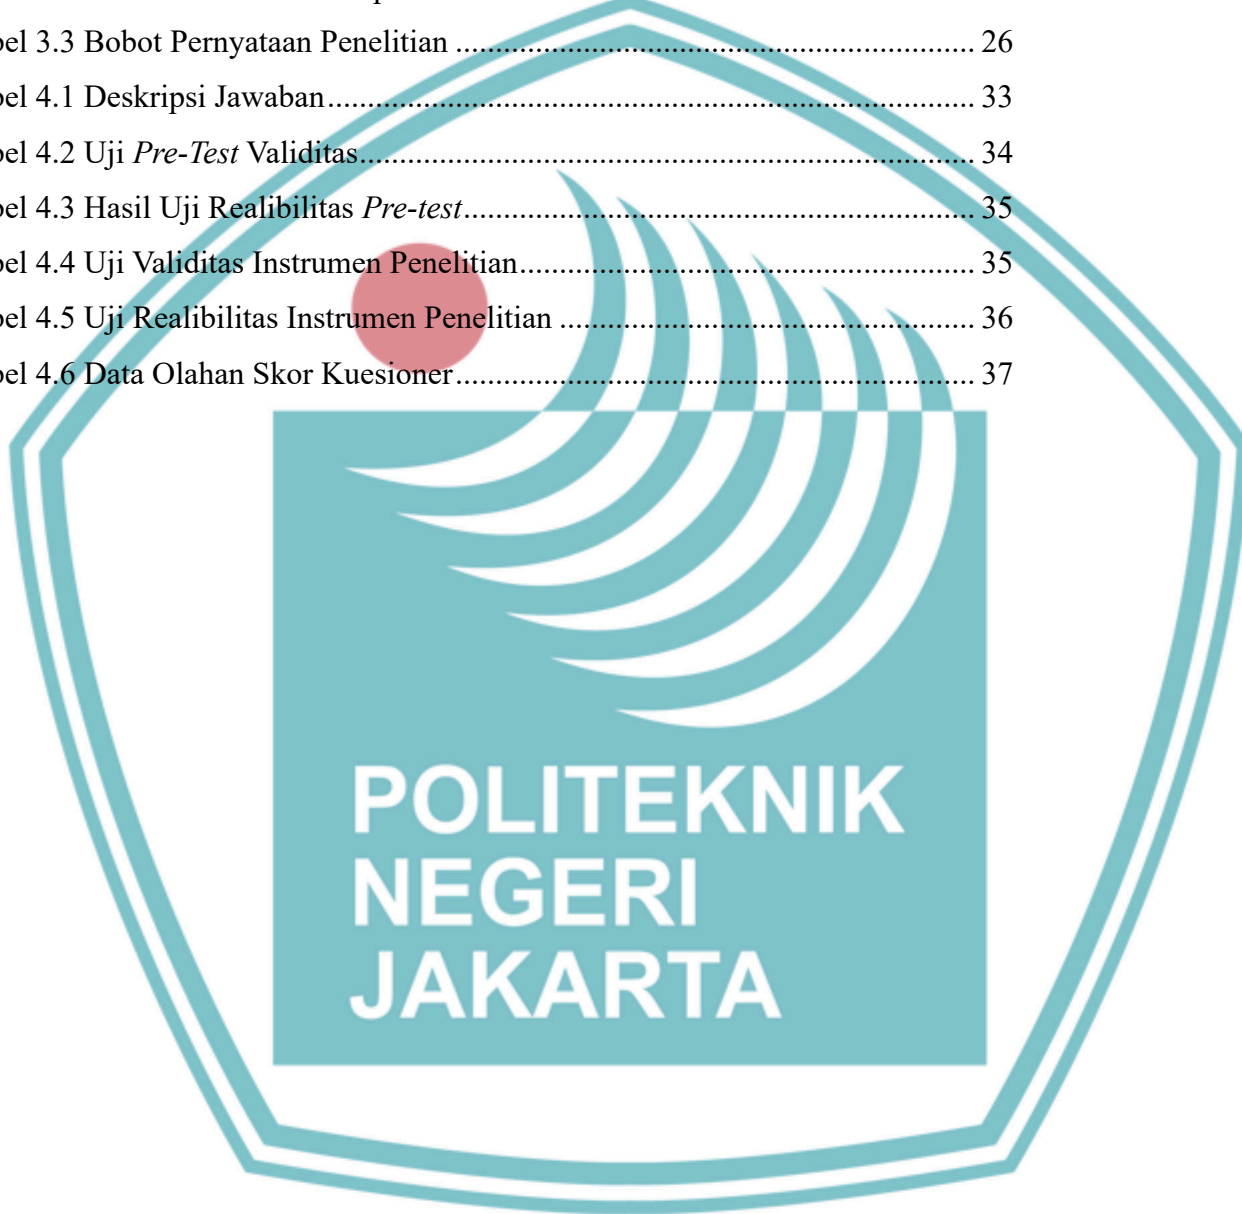 bel 3.3 Bobot Pernyataan Penelitian ................................................................ 26
bel 4.1 Deskripsi Jawaban................................................................................ 33
bel 4.2 Uji Pre-Test Validitas............................................................................ 34
bel 4.3 Hasil Uji Realibilitas Pre-test............................................................... 35
bel 4.4 Uji Validitas Instrumen Penelitian........................................................ 35
bel 4.5 Uji Realibilitas Instrumen Penelitian ................................................... 36
bel 4.6 Data Olahan Skor Kuesioner................................................................ 37
POLITEKNIK
NEGERI
JAKARTA